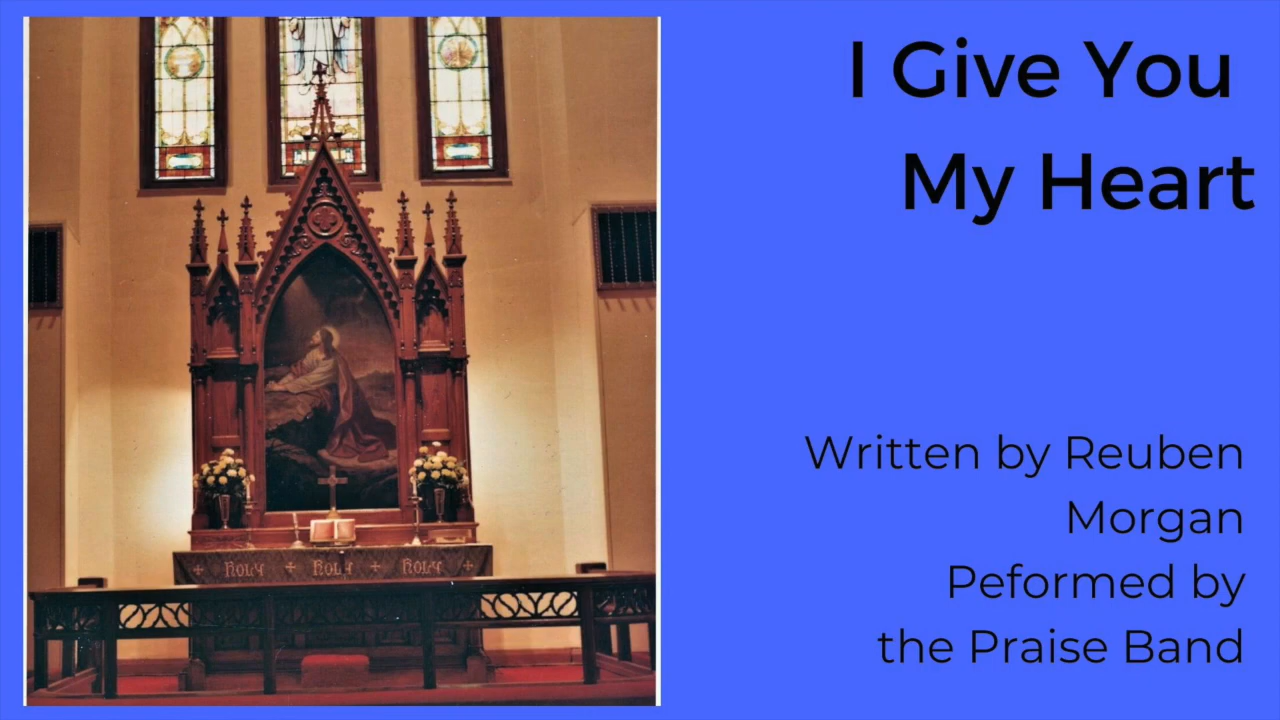 I Give You
My Heart
Written by Reuben
Morgan
Peformed by
the Praise Band
HOLY + HOLY + HOLY